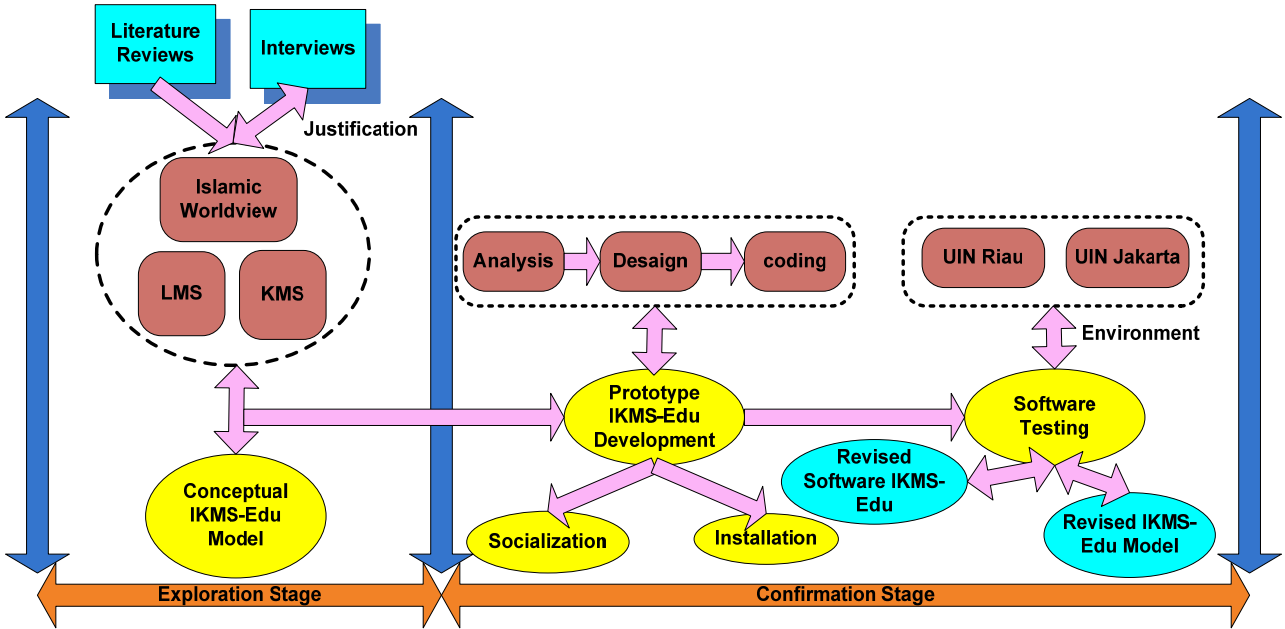 Literature
Reviews
Interviews
Justification
Islamic
Worldview
LMS
KMS
Analysis
Desaign
coding
UIN Riau
UIN Jakarta
Environment
Prototype
IKMS-Edu
Development
Software
Testing
Conceptual
IKMS-Edu
Model
Revised
Software IKMS-
Edu
Revised IKMS-
Edu Model
Socialization
Installation
Exploration Stage
Confirmation Stage